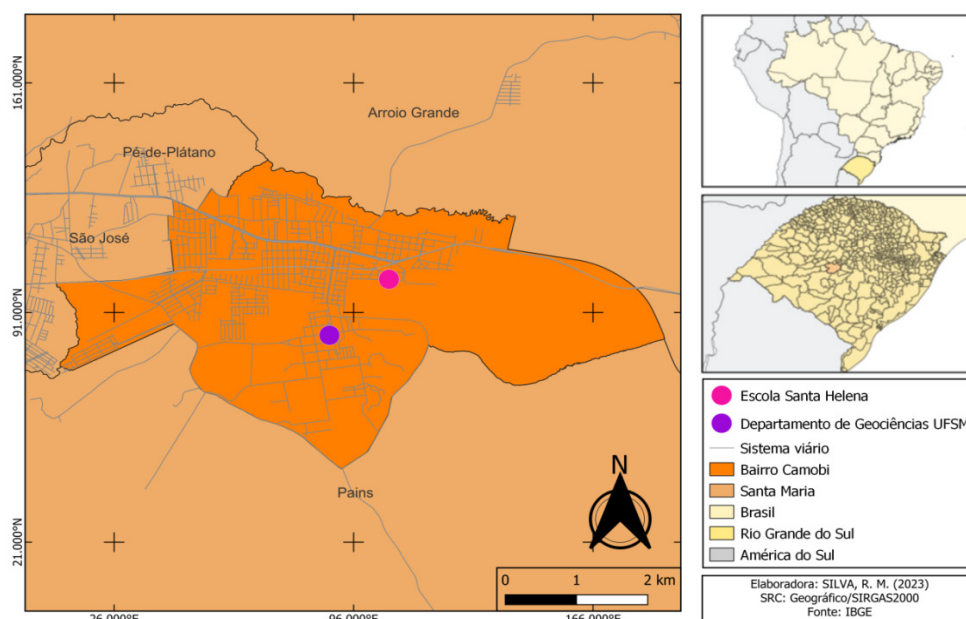 161.000°N
91.000°N
21.000°N
Arroio Grande
Pé-de-Plátano
São José
Pains
N
0 1 2 km
26.000°E
96.000°E
166.000°E
Escola Santa Helena
Departamento de Geociências UFSM
Sistema viário
Bairro Camobi
Santa Maria
Brasil
Rio Grande do Sul
América do Sul
Elaboradora: SILVA, R. M. (2023)
SRC: Geográfico/SIRGAS2000
Fonte: IBGE